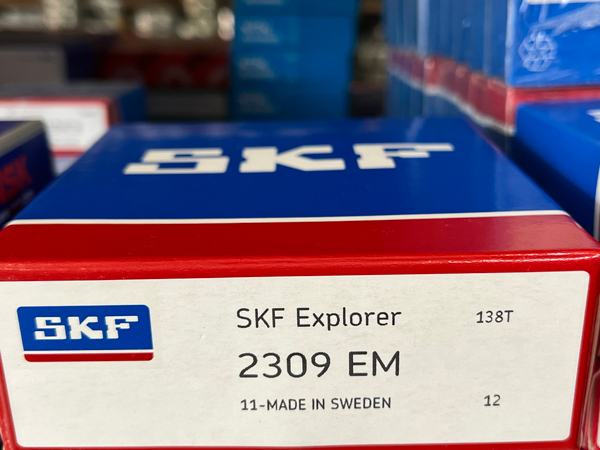 SKF
SKF
SKF Explorer 138T
2309 EM
11-MADE IN SWEDEN 12